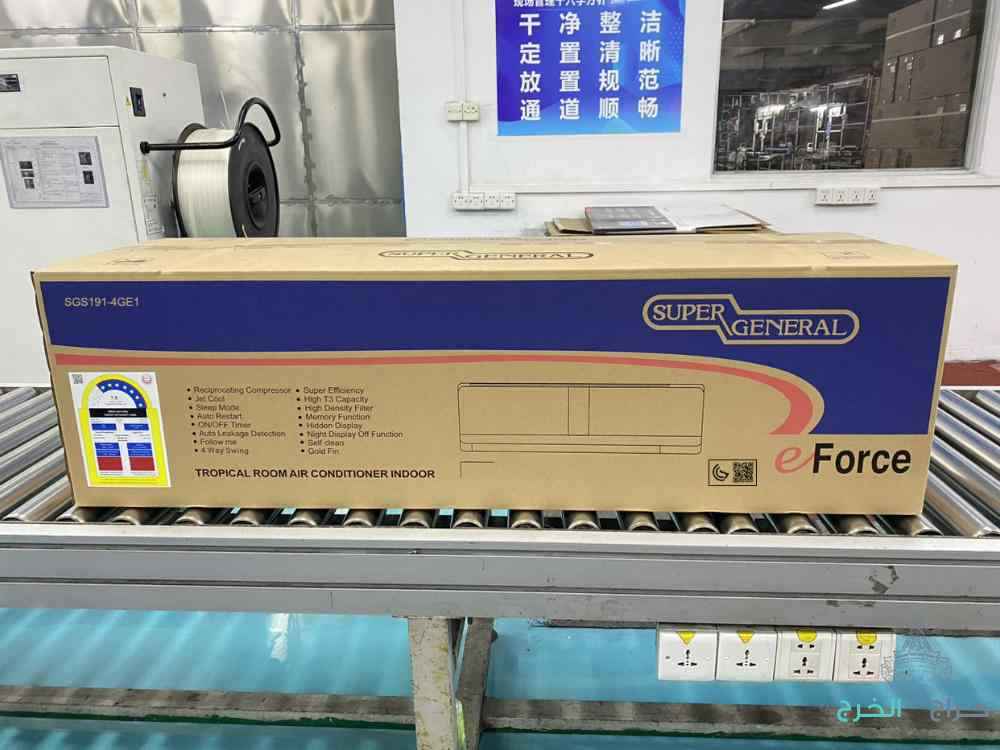 现场管理十六字方针
干 净 整 洁
定 置 清 晰
放 置 规 范
通 道 顺 畅
SUPER GENERAL
SGS191-4GE1
SUPER
GENERAL
• Reciprocating Compressor • Super Efficiency
• Jet Cool • High T3 Capacity
• Sleep Mode • High Density Filter
• Auto Restart • Memory Function
• ON/OFF Timer • Hidden Display
• Auto Leakage Detection • Night Display Off Function
• Follow me • Self clean
• 4 Way Swing • Gold Fin
TROPICAL ROOM AIR CONDITIONER INDOOR
eForce
حراج الخرج